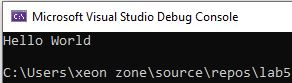 Microsoft Visual Studio Debug Console
Hello World
C:\Users\xeon zone\source\repos\lab5